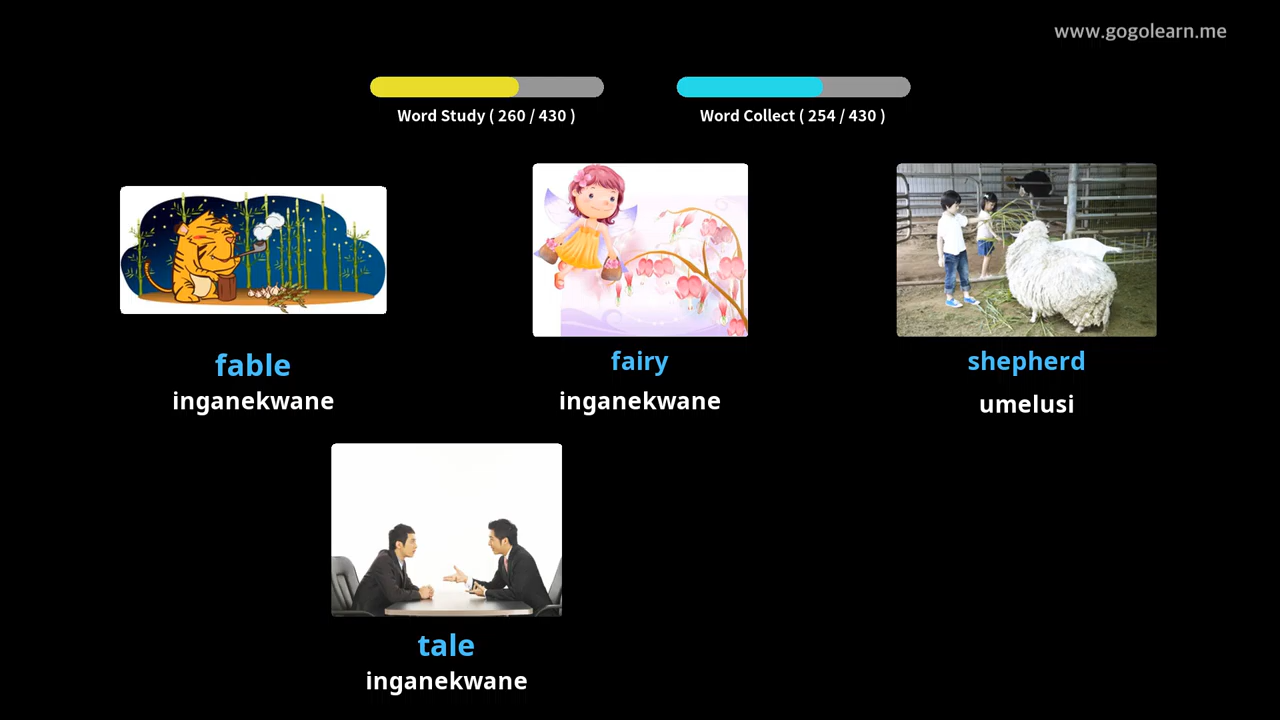 www.gogolearn.me
Word Study ( 260 / 430 )
Word Collect ( 254 / 430 )
fable
inganekwane
fairy
inganekwane
shepherd
umelusi
tale
inganekwane